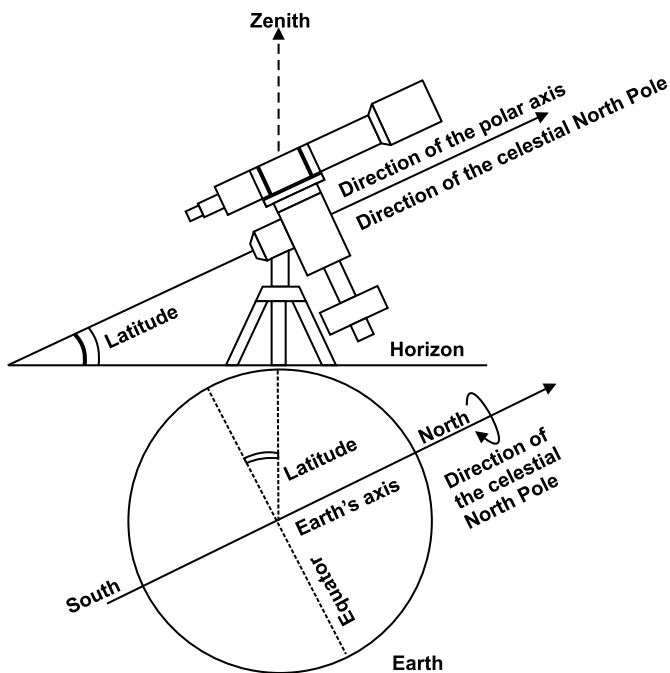 Zenith
Direction of the polar axis
Direction of the celestial North Pole
Latitude
Horizon
North
Latitude
Direction of
the celestial
North Pole
Earth's axis
Equator
South
Earth